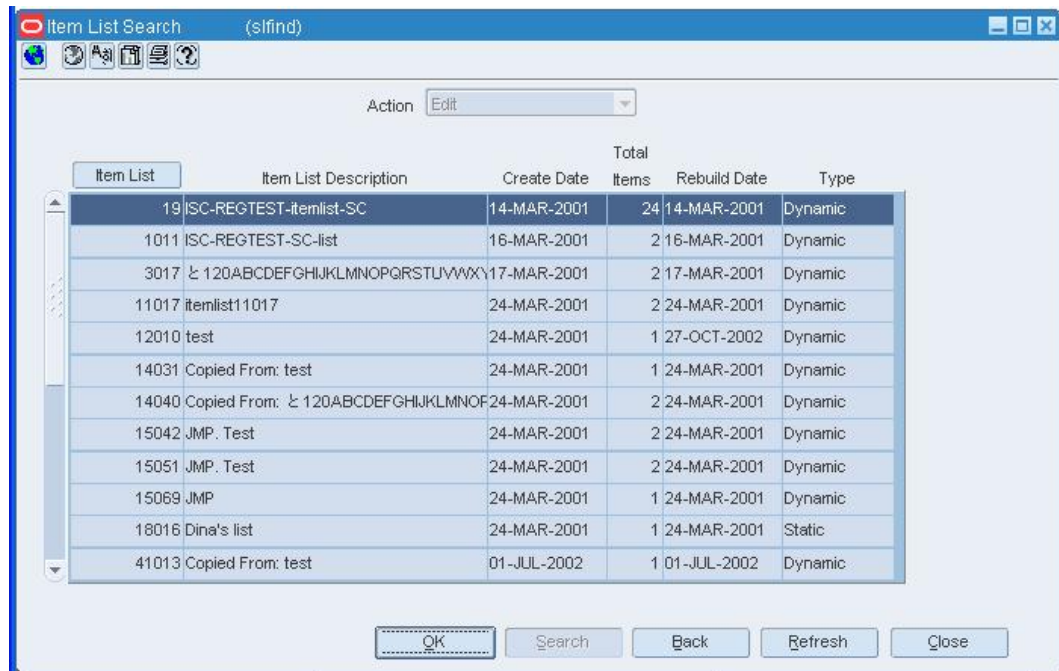 Item List Search (slfind)
Action Edit
Total
Item List Item List Description Create Date Items Rebuild Date Type
19 ISC-REGTEST-itemlist-SC 14-MAR-2001 24 14-MAR-2001 Dynamic
1011 ISC-REGTEST-SC-list 16-MAR-2001 2 16-MAR-2001 Dynamic
3017 と120ABCDEFGHIJKLMNOPQRSTUVWXY 17-MAR-2001 2 17-MAR-2001 Dynamic
11017 itemlist11017 24-MAR-2001 2 24-MAR-2001 Dynamic
12010 test 24-MAR-2001 1 27-OCT-2002 Dynamic
14031 Copied From: test 24-MAR-2001 1 24-MAR-2001 Dynamic
14040 Copied From: と120ABCDEFGHIJKLMNOP 24-MAR-2001 2 24-MAR-2001 Dynamic
15042 JMP. Test 24-MAR-2001 2 24-MAR-2001 Dynamic
15051 JMP. Test 24-MAR-2001 2 24-MAR-2001 Dynamic
15069 JMP 24-MAR-2001 1 24-MAR-2001 Dynamic
18016 Dina's list 24-MAR-2001 1 24-MAR-2001 Static
41013 Copied From: test 01-JUL-2002 1 01-JUL-2002 Dynamic
OK Search Back Refresh Close